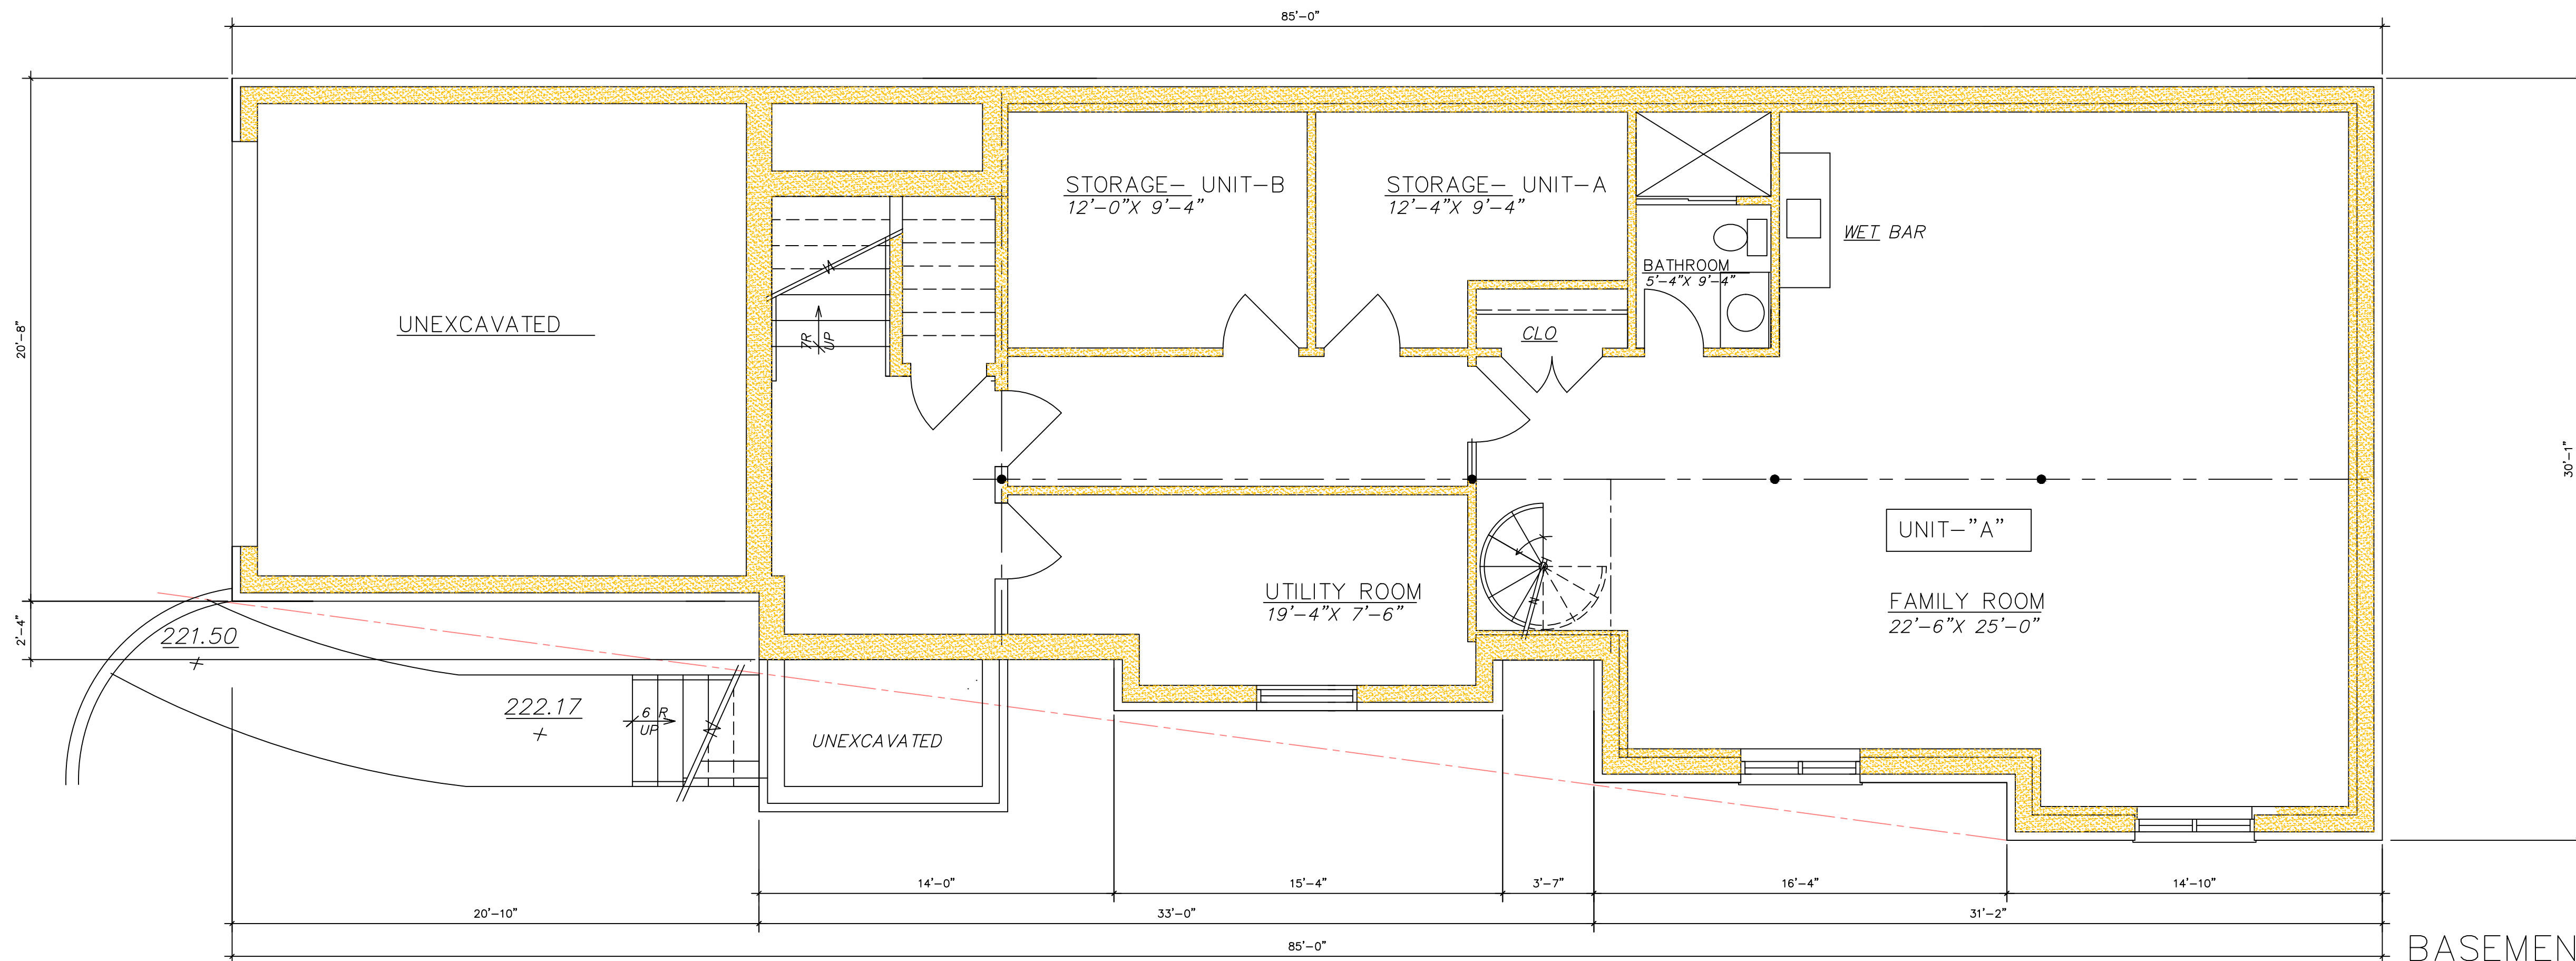 85'-0"
20'-8"
2'-4"
30'-1"
STORAGE- UNIT-B
12'-0"X 9'-4"
STORAGE- UNIT-A
12'-4"X 9'-4"
WET BAR
BATHROOM
5'-4"X 9'-4"
UNEXCAVATED
CLO
7R
UP
UNIT-"A"
UTILITY ROOM
19'-4"X 7'-6"
FAMILY ROOM
22'-6"X 25'-0"
221.50
222.17
6 R
UP
UNEXCAVATED
14'-0"
15'-4"
3'-7"
16'-4"
14'-10"
20'-10"
33'-0"
31'-2"
85'-0"
BASEMEN